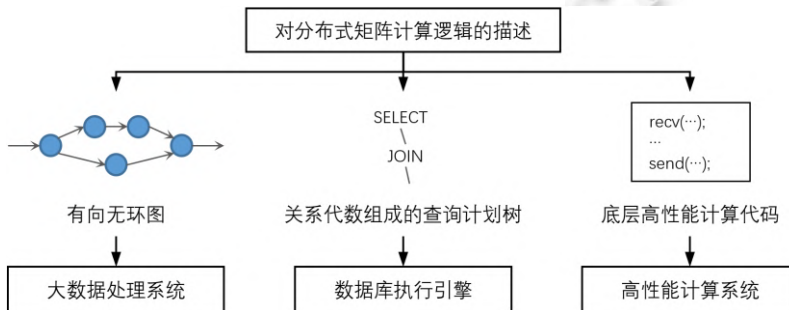 对分布式矩阵计算逻辑的描述
SELECT
JOIN
recv(…);
…
send(…);
有向无环图
关系代数组成的查询计划树
底层高性能计算代码
大数据处理系统
数据库执行引擎
高性能计算系统